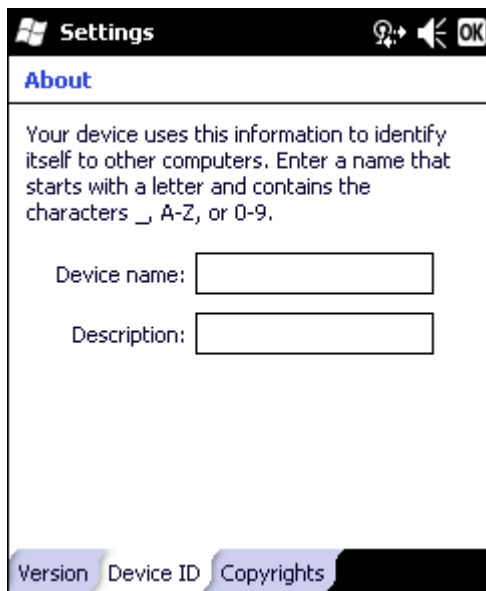 Settings
OK
About
Your device uses this information to identify
itself to other computers. Enter a name that
starts with a letter and contains the
characters _, A-Z, or 0-9.
Device name:
Description:
Version Device ID Copyrights